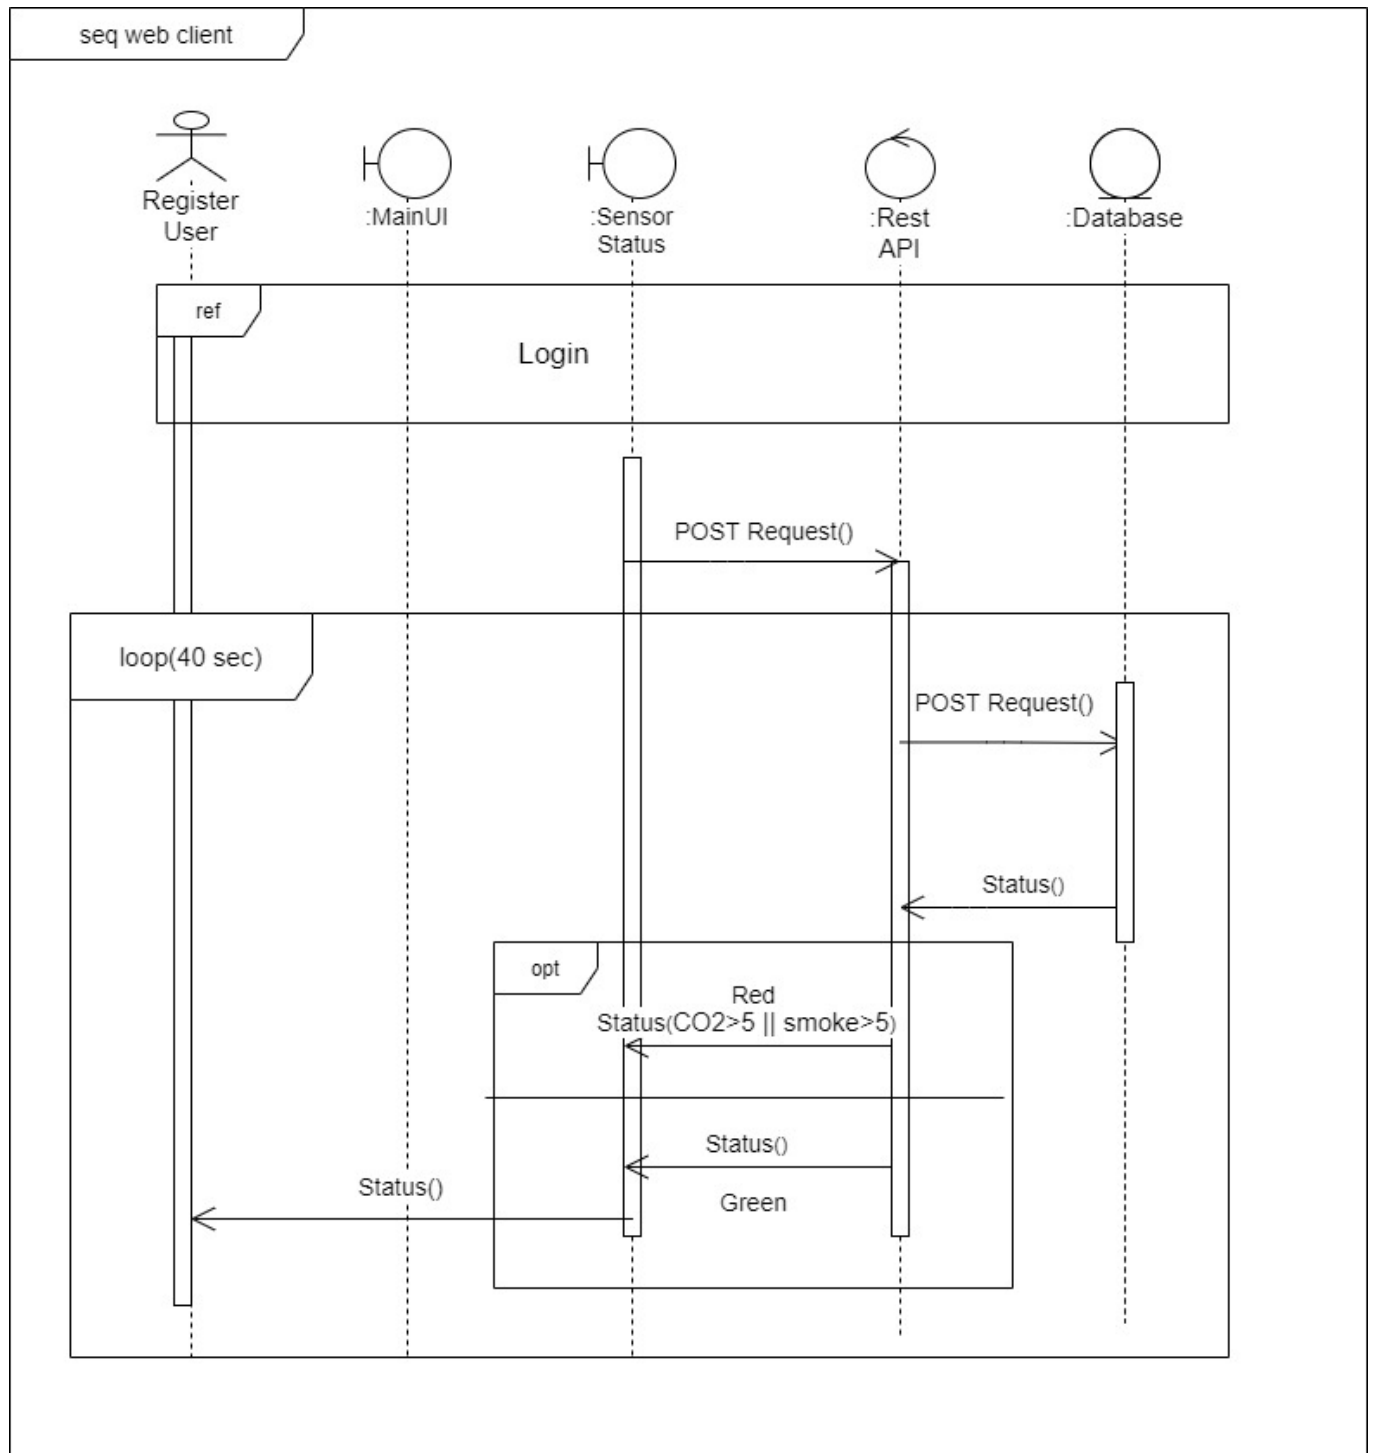 seq web client
Register
User
:MainUI
:Sensor
Status
:Rest
API
:Database
ref
Login
POST Request()
loop(40 sec)
POST Request()
Status()
opt
Red
Status(CO2>5 || smoke>5)
Status()
Status()
Green